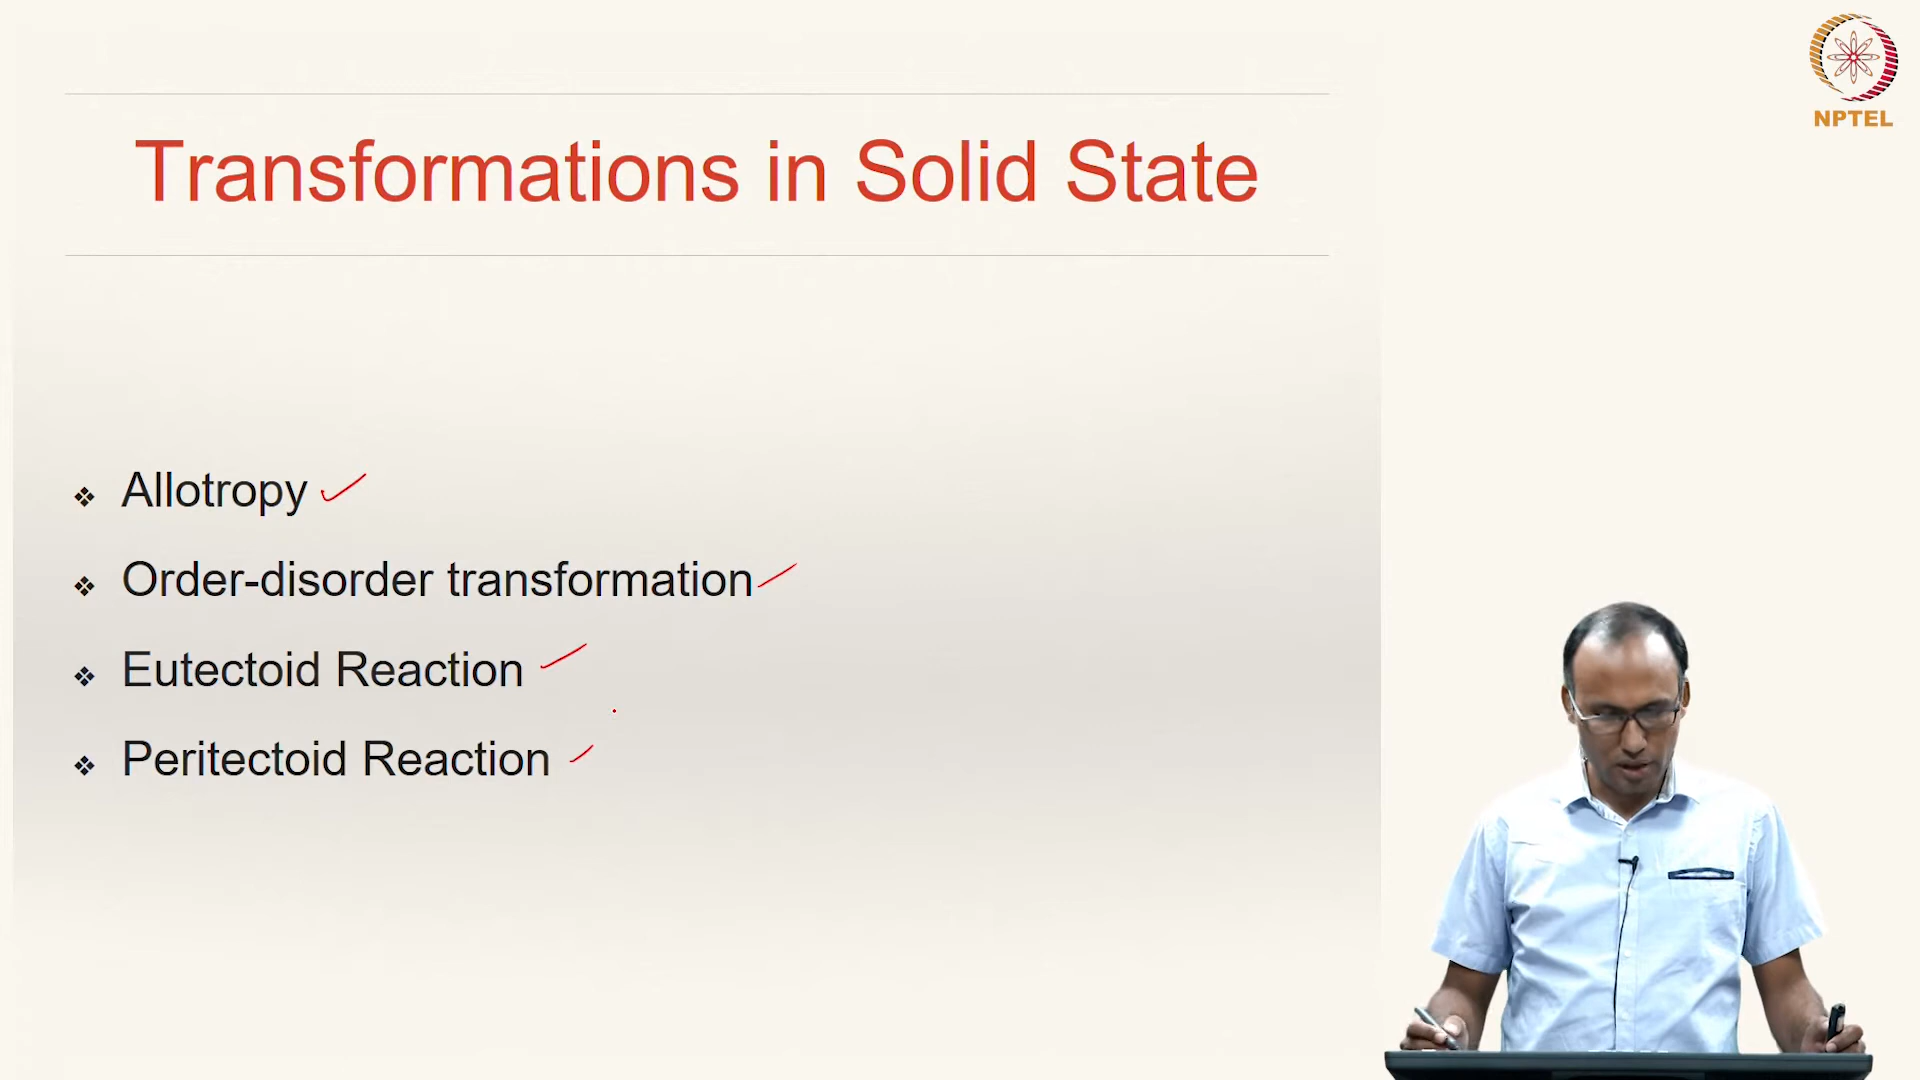 NPTEL
Transformations in Solid State
Allotropy
Order-disorder transformation
Eutectoid Reaction
Peritectoid Reaction